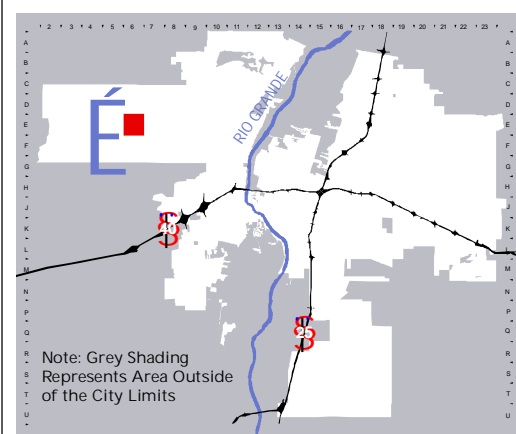 2 3 4 5 6 7 8 9 10 11 12 13 14 15 16 17 18 19 20 21 22 23
A A
B B
C C
D D
E E
F F
G G
H H
J J
K K
L L
M M
N N
P P
Q Q
R R
S S
T T
U U
É
RIO GRANDE
40
25
Note: Grey Shading
Represents Area Outside
of the City Limits